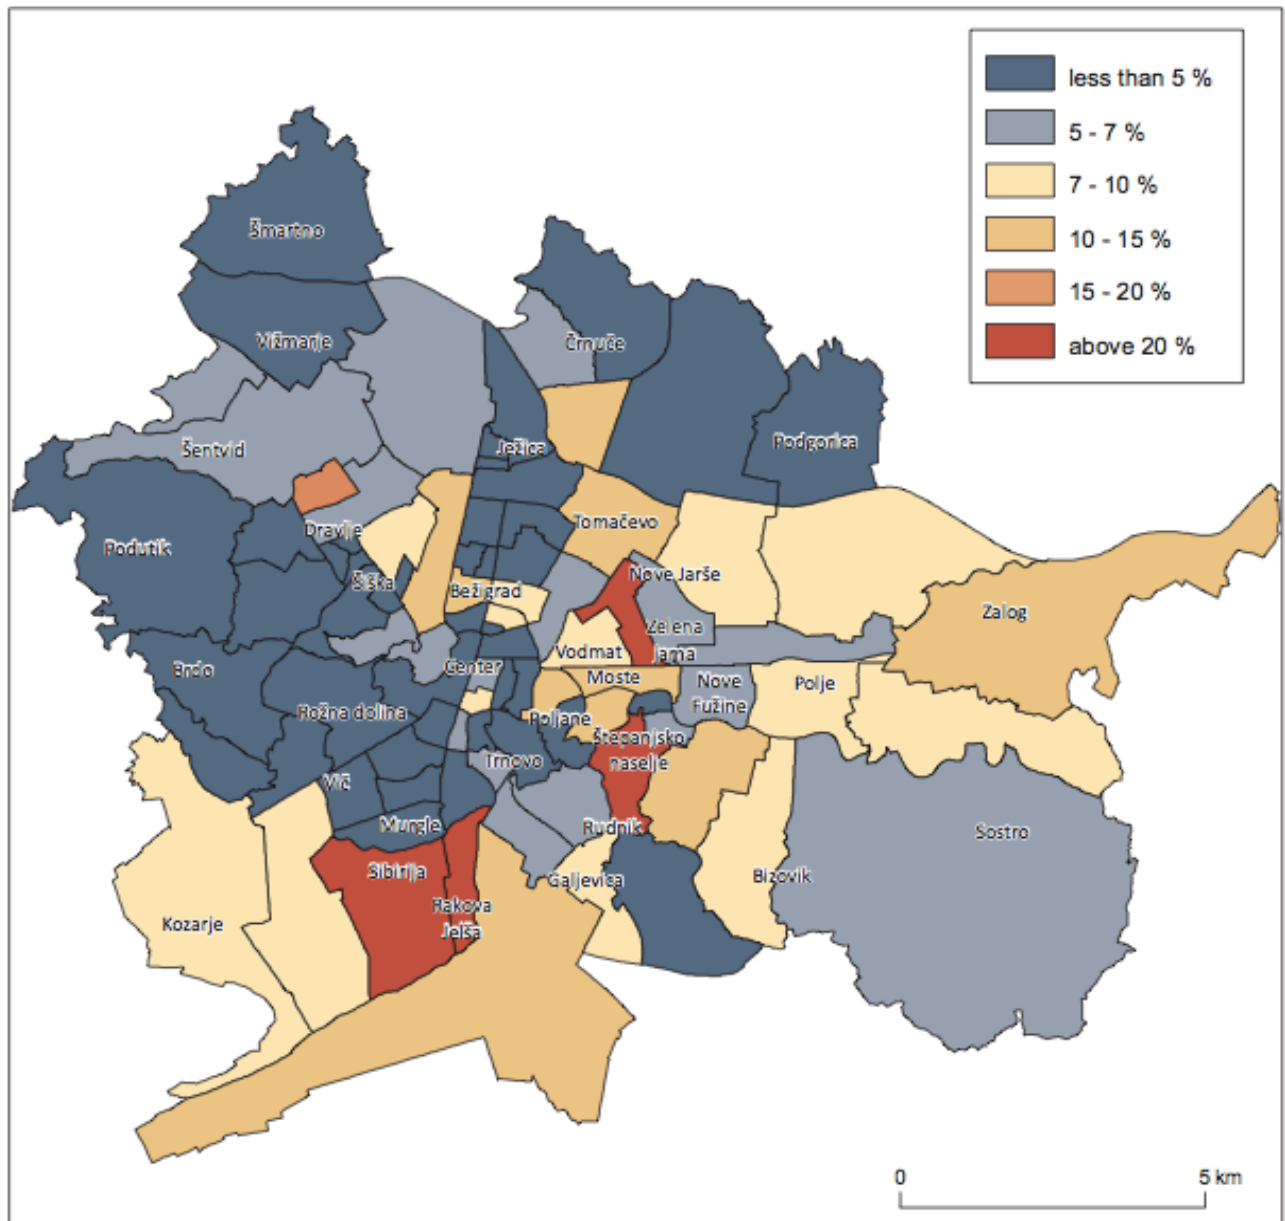 less than 5 %
5 - 7 %
7 - 10 %
10 - 15 %
15 - 20 %
above 20 %
Šmartno
Vižmarje
Črnuče
Ježica
Podgorica
Šentvid
Dravlje
Tomačevo
Podutik
Šiška
Bežigrad
Nove Jarše
Zalog
Zelena
jama
Vodmat
Center
Brdo
Moste
Nove
Fužine
Polje
Rožna dolina
Poljane
Štepanjsko
naselje
Trnovo
Vič
Murgle
Rudnik
Sostro
Sibirija
Galjevica
Bizovik
Rakova
Jelša
Kozarje
0
5 km